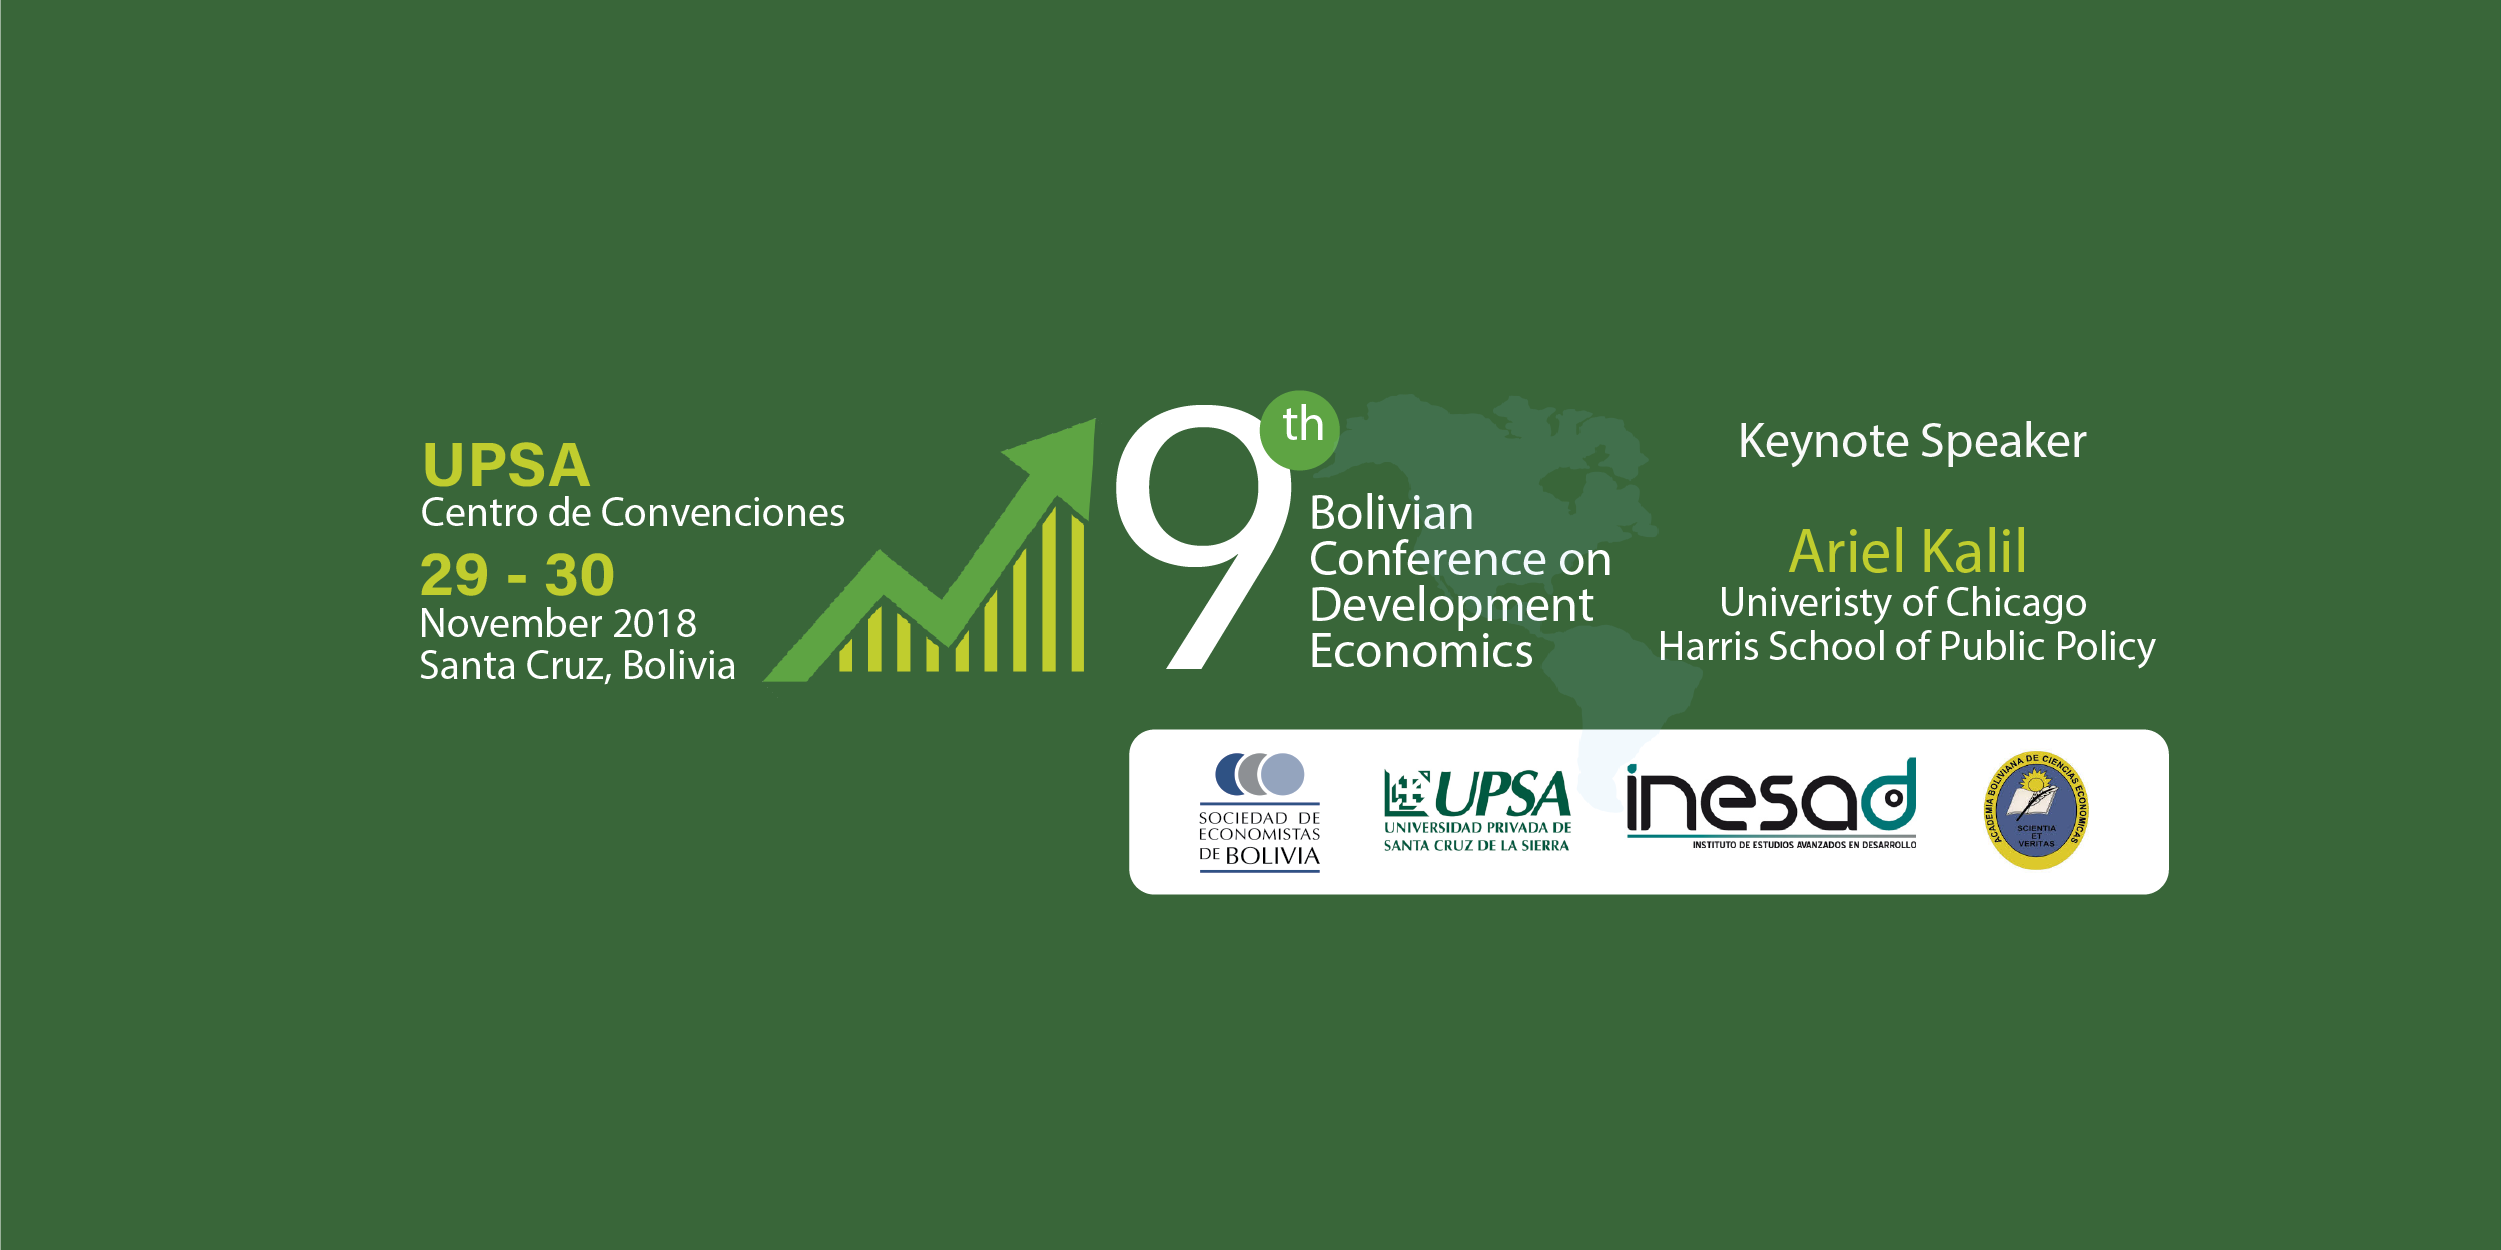 UPSA
Centro de Convenciones
29 - 30
November 2018
Santa Cruz, Bolivia
9th
Bolivian
Conference on
Development
Economics
Keynote Speaker
Ariel Kalil
Univeristy of Chicago
Harris School of Public Policy
SOCIEDAD DE
ECONOMISTAS
DE BOLIVIA
UPSA
UNIVERSIDAD PRIVADA DE
SANTA CRUZ DE LA SIERRA
inesad
INSTITUTO DE ESTUDIOS AVANZADOS EN DESARROLLO
ACADEMIA BOLIVIANA DE CIENCIAS ECONOMICAS
SCIENTIA
ET
VERITAS